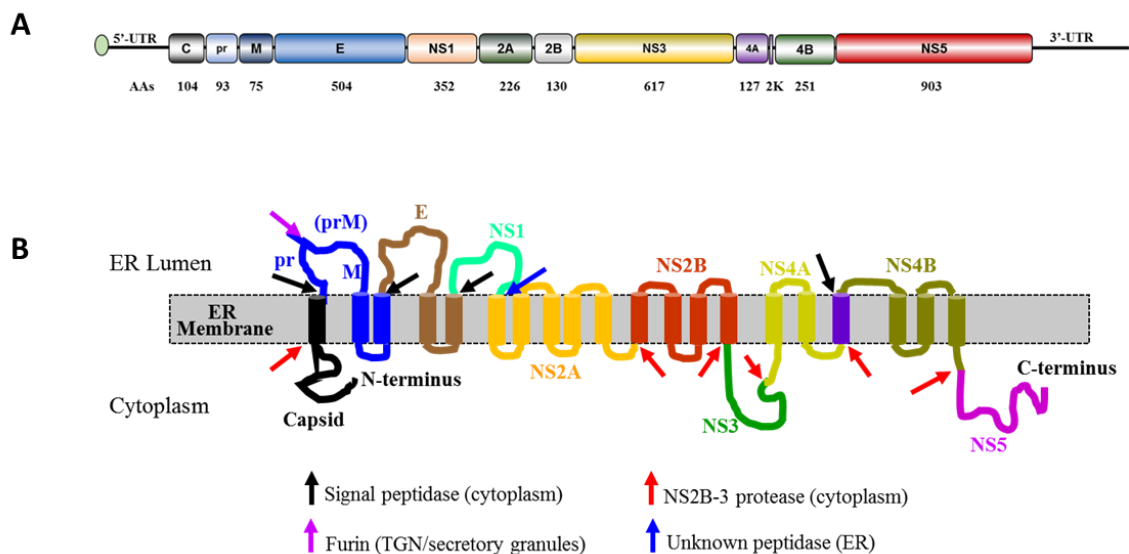 A
5'-UTR C pr M E NS1 2A 2B NS3 4A 4B NS5 3'-UTR
AAs 104 93 75 504 352 226 130 617 127 2K 251 903
B
ER Lumen
pr (prM) M E NS1 NS2B NS4A NS4B
ER
Membrane
NS2A
N-terminus
C-terminus
Cytoplasm
Capsid
NS3
NS5
Signal peptidase (cytoplasm)
NS2B-3 protease (cytoplasm)
Furin (TGN/secretory granules)
Unknown peptidase (ER)